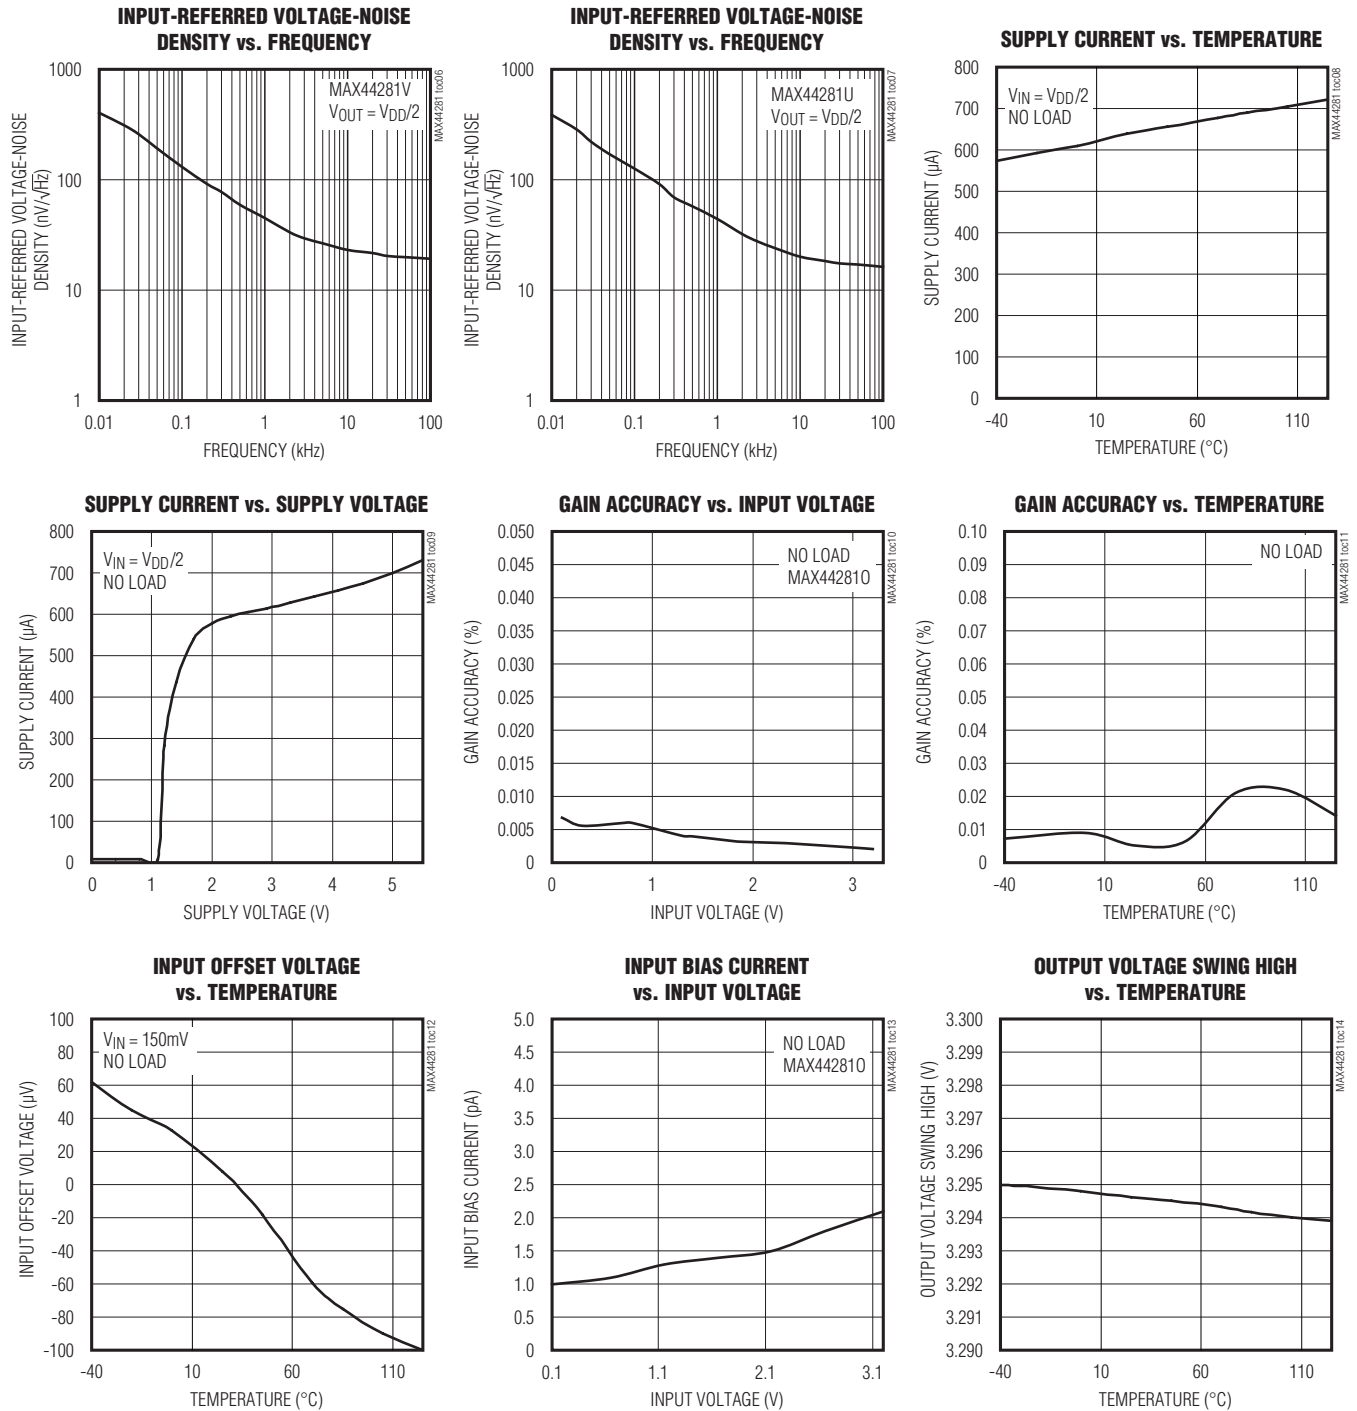 INPUT-REFERRED VOLTAGE-NOISE
DENSITY vs. FREQUENCY
1000
100
10
1
INPUT-REFERRED VOLTAGE-NOISE
DENSITY (nV/√Hz)
MAX44281V
VOUT = VDD/2
MAX44281 toc06
0.01
0.1
1
10
100
FREQUENCY (kHz)
INPUT-REFERRED VOLTAGE-NOISE
DENSITY vs. FREQUENCY
1000
100
10
1
INPUT-REFERRED VOLTAGE-NOISE
DENSITY (nV/√Hz)
MAX44281U
VOUT = VDD/2
MAX44281 toc07
0.01
0.1
1
10
100
FREQUENCY (kHz)
SUPPLY CURRENT vs. TEMPERATURE
800
700
600
500
400
300
200
100
0
SUPPLY CURRENT (µA)
VIN = VDD/2
NO LOAD
MAX44281 toc08
-40
10
60
110
TEMPERATURE (°C)
SUPPLY CURRENT vs. SUPPLY VOLTAGE
800
700
600
500
400
300
200
100
0
SUPPLY CURRENT (µA)
VIN = VDD/2
NO LOAD
MAX44281 toc09
0
1
2
3
4
5
SUPPLY VOLTAGE (V)
GAIN ACCURACY vs. INPUT VOLTAGE
0.050
0.045
0.040
0.035
0.030
0.025
0.020
0.015
0.010
0.005
0
GAIN ACCURACY (%)
NO LOAD
MAX44281O
MAX44281 toc10
0
1
2
3
INPUT VOLTAGE (V)
GAIN ACCURACY vs. TEMPERATURE
0.10
0.09
0.08
0.07
0.06
0.05
0.04
0.03
0.02
0.01
0
GAIN ACCURACY (%)
NO LOAD
MAX44281 toc11
-40
10
60
110
TEMPERATURE (°C)
INPUT OFFSET VOLTAGE
vs. TEMPERATURE
100
80
60
40
20
0
-20
-40
-60
-80
-100
INPUT OFFSET VOLTAGE (µV)
VIN = 150mV
NO LOAD
MAX44281 toc12
-40
10
60
110
TEMPERATURE (°C)
INPUT BIAS CURRENT
vs. INPUT VOLTAGE
5.0
4.5
4.0
3.5
3.0
2.5
2.0
1.5
1.0
0.5
0
INPUT BIAS CURRENT (pA)
NO LOAD
MAX44281O
MAX44281 toc13
0.1
1.1
2.1
3.1
INPUT VOLTAGE (V)
OUTPUT VOLTAGE SWING HIGH
vs. TEMPERATURE
3.300
3.299
3.298
3.297
3.296
3.295
3.294
3.293
3.292
3.291
3.290
OUTPUT VOLTAGE SWING HIGH (V)
MAX44281 toc14
-40
10
60
110
TEMPERATURE (°C)